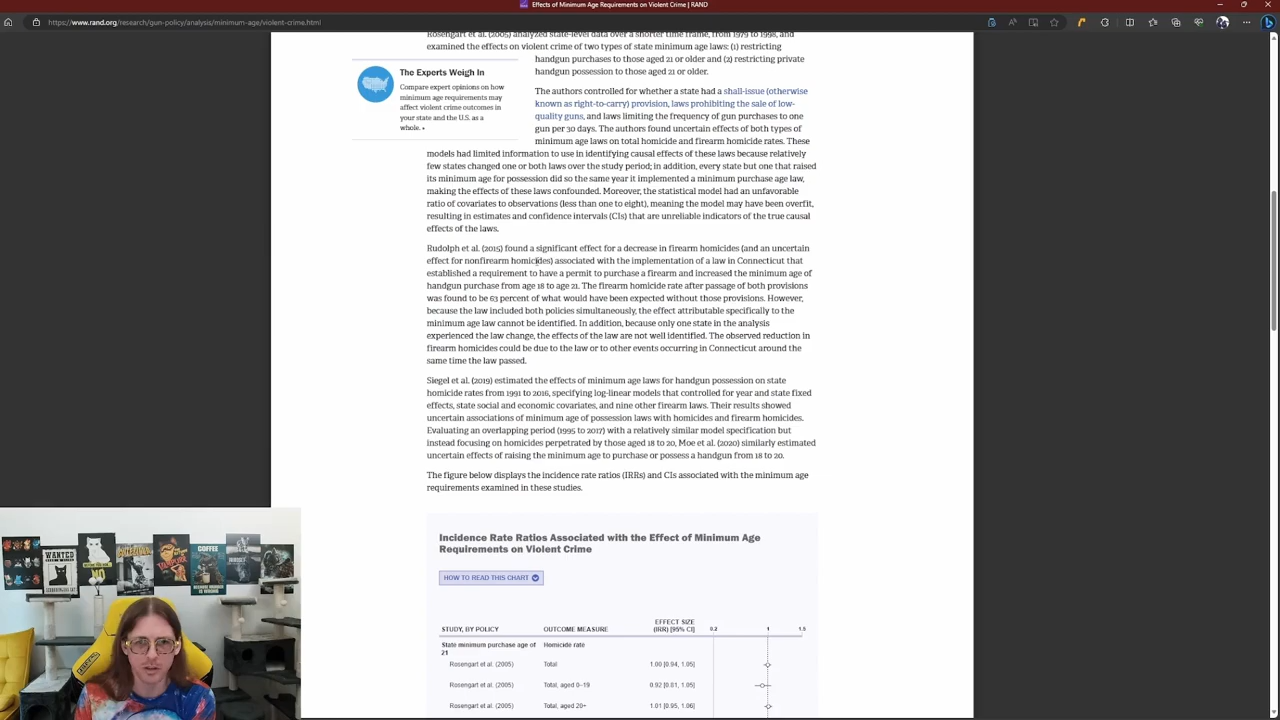 Effects of Minimum Age Requirements on Violent Crime | RAND
https://www.rand.org/research/gun-policy/analysis/minimum-age/violent-crime.html
Rosengart et al. (2005) analyzed state-level data over a shorter time frame, from 1979 to 1998, and
examined the effects on violent crime of two types of state minimum age laws: (1) restricting
handgun purchases to those aged 21 or older and (2) restricting private
handgun possession to those aged 21 or older.
The Experts Weigh In
Compare expert opinions on how
minimum age requirements may
affect violent crime outcomes in
your state and the U.S. as a
whole. »
The authors controlled for whether a state had a shall-issue (otherwise
known as right-to-carry) provision, laws prohibiting the sale of low-
quality guns, and laws limiting the frequency of gun purchases to one
gun per 30 days. The authors found uncertain effects of both types of
minimum age laws on total homicide and firearm homicide rates. These
models had limited information to use in identifying causal effects of these laws because relatively
few states changed one or both laws over the study period; in addition, every state but one that raised
its minimum age for possession did so the same year it implemented a minimum purchase age law,
making the effects of these laws confounded. Moreover, the statistical model had an unfavorable
ratio of covariates to observations (less than one to eight), meaning the model may have been overfit,
resulting in estimates and confidence intervals (CIs) that are unreliable indicators of the true causal
effects of the laws.
Rudolph et al. (2015) found a significant effect for a decrease in firearm homicides (and an uncertain
effect for nonfirearm homicides) associated with the implementation of a law in Connecticut that
established a requirement to have a permit to purchase a firearm and increased the minimum age of
handgun purchase from age 18 to age 21. The firearm homicide rate after passage of both provisions
was found to be 63 percent of what would have been expected without those provisions. However,
because the law included both policies simultaneously, the effect attributable specifically to the
minimum age law cannot be identified. In addition, because only one state in the analysis
experienced the law change, the effects of the law are not well identified. The observed reduction in
firearm homicides could be due to the law or to other events occurring in Connecticut around the
same time the law passed.
Siegel et al. (2019) estimated the effects of minimum age laws for handgun possession on state
homicide rates from 1991 to 2016, specifying log-linear models that controlled for year and state fixed
effects, state social and economic covariates, and nine other firearm laws. Their results showed
uncertain associations of minimum age of possession laws with homicides and firearm homicides.
Evaluating an overlapping period (1995 to 2017) with a relatively similar model specification but
instead focusing on homicides perpetrated by those aged 18 to 20, Moe et al. (2020) similarly estimated
uncertain effects of raising the minimum age to purchase or possess a handgun from 18 to 20.
The figure below displays the incidence rate ratios (IRRs) and CIs associated with the minimum age
requirements examined in these studies.
Incidence Rate Ratios Associated with the Effect of Minimum Age
Requirements on Violent Crime
HOW TO READ THIS CHART
STUDY, BY POLICY OUTCOME MEASURE EFFECT SIZE (IRR) [95% CI] 0.2 1 1.5
State minimum purchase age of 21 Homicide rate
Rosengart et al. (2005) Total 1.00 [0.94, 1.05]
Rosengart et al. (2005) Total, aged 0–19 0.92 [0.81, 1.05]
Rosengart et al. (2005) Total, aged 20+ 1.01 [0.95, 1.06]
WANTED
NO
COFFEE